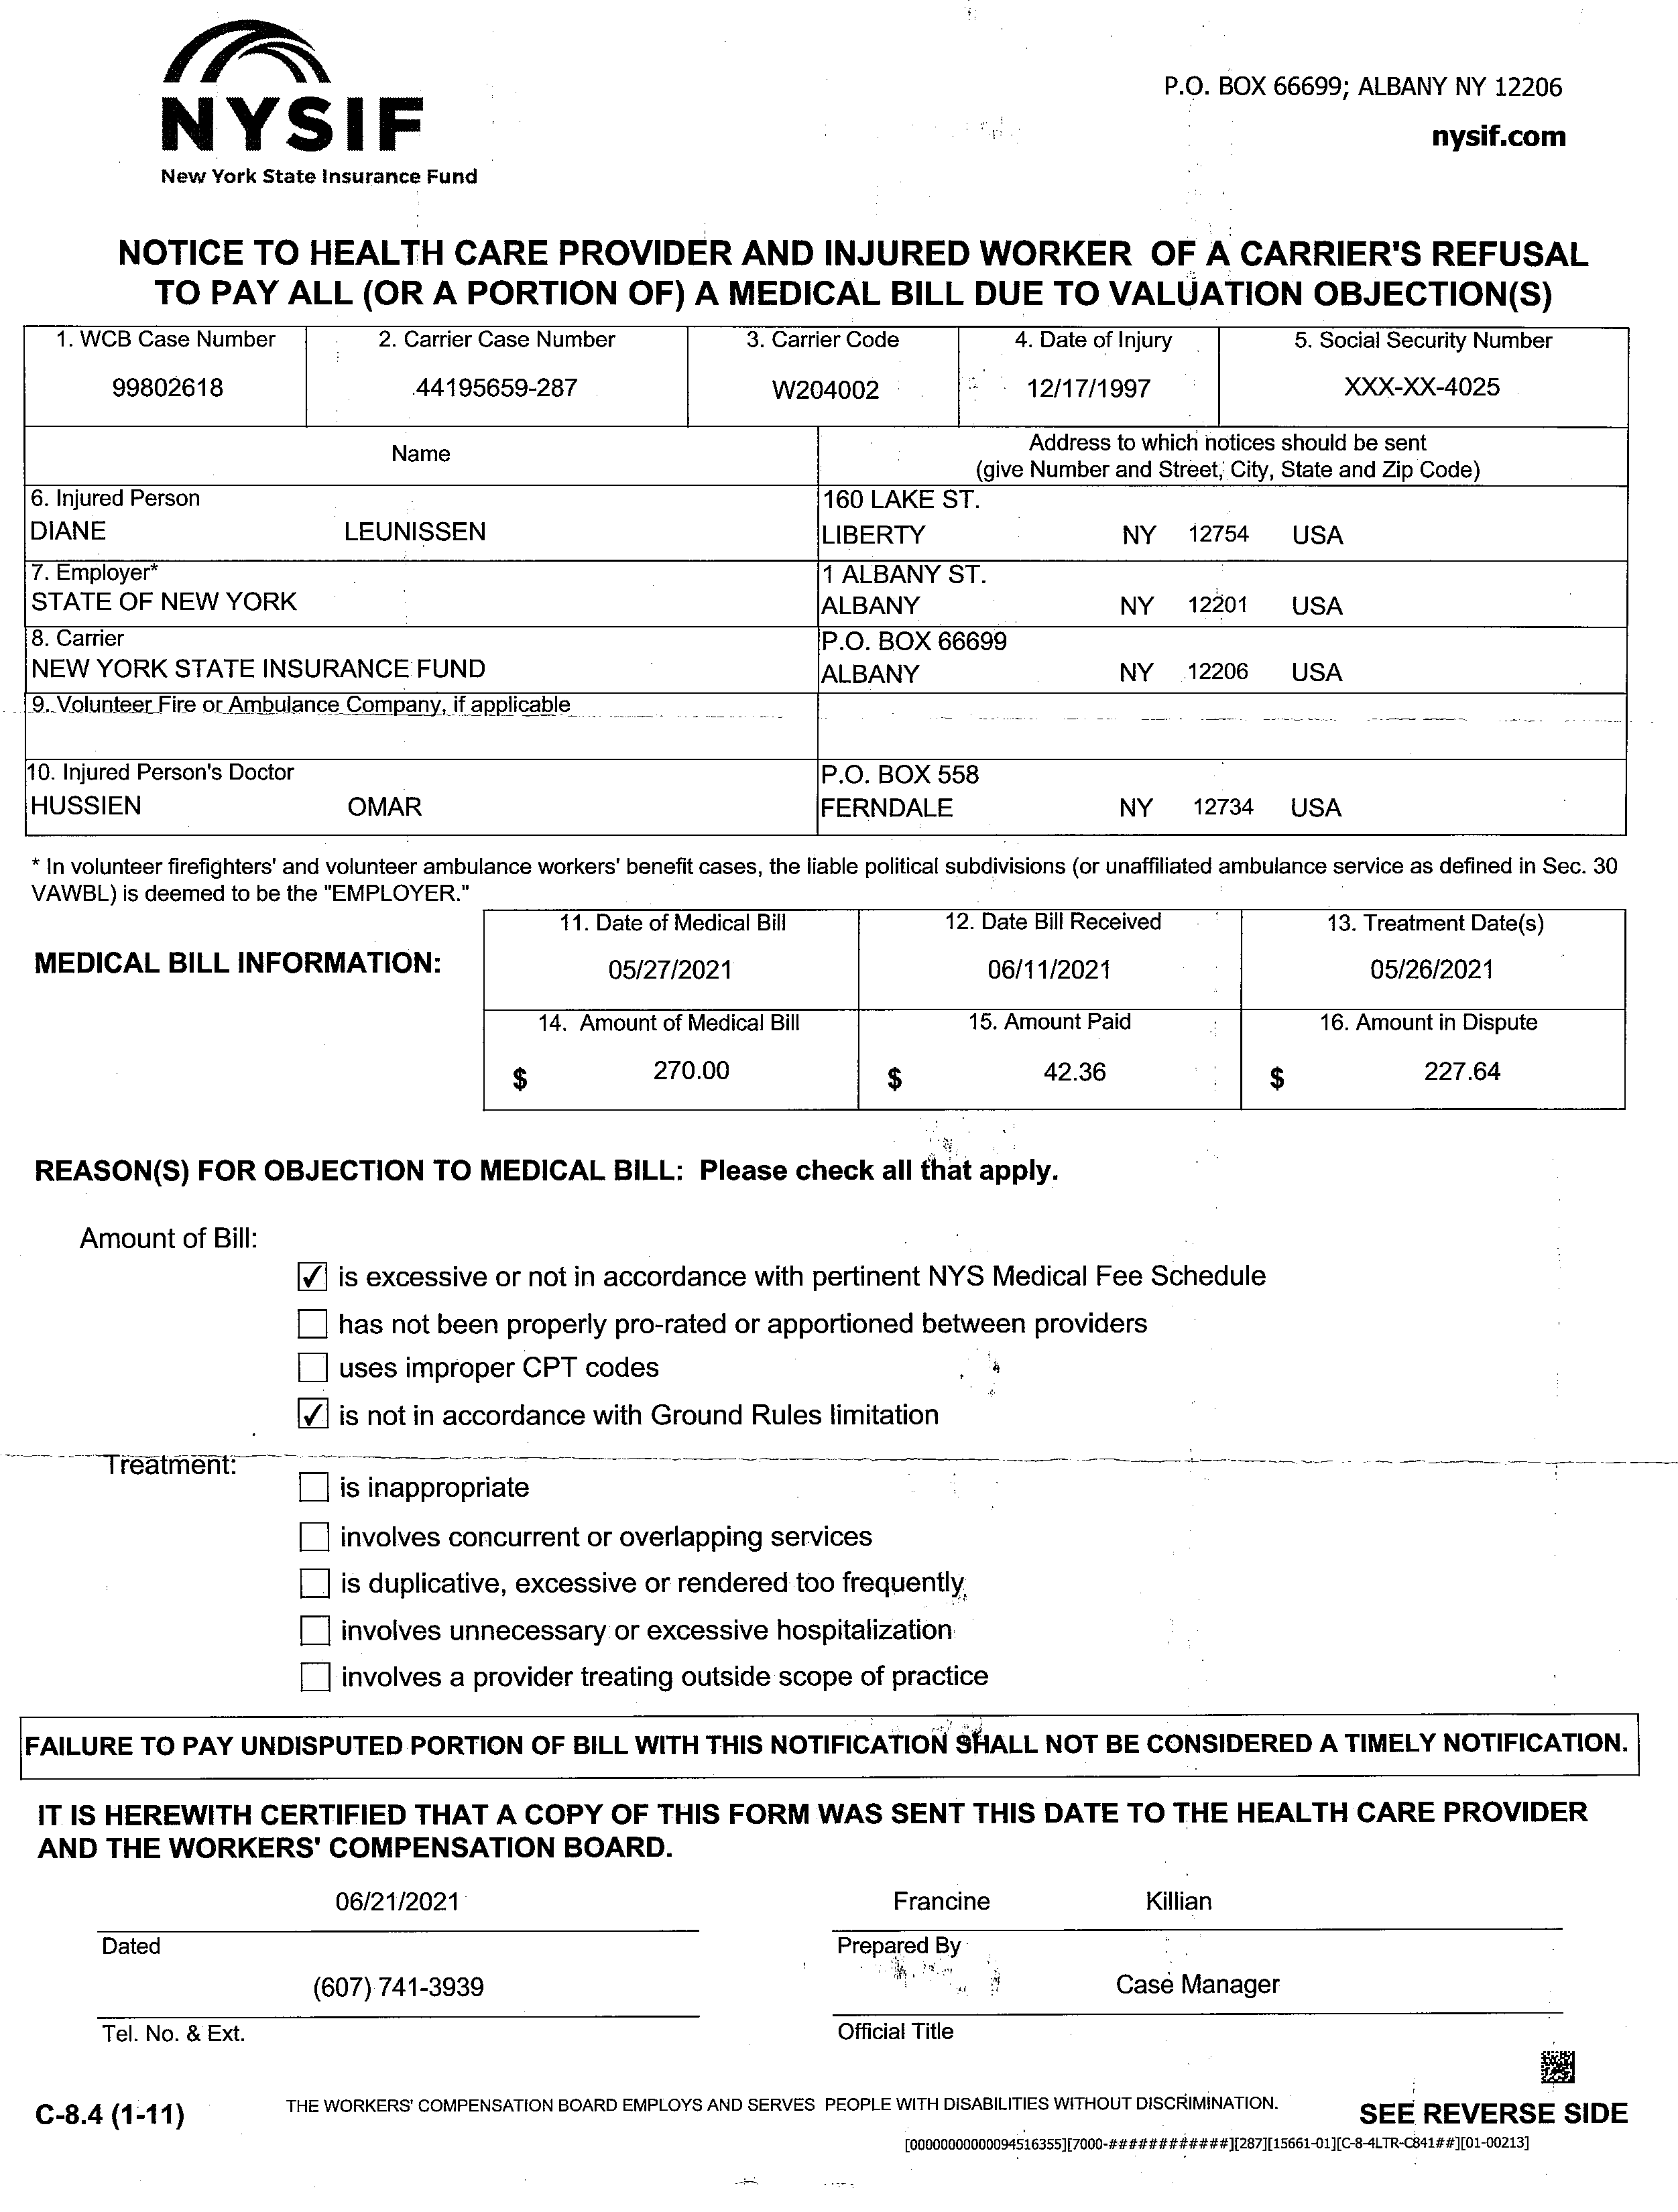 NYSIF
New York State Insurance Fund
P.O. BOX 66699; ALBANY NY 12206
nysif.com
NOTICE TO HEALTH CARE PROVIDER AND INJURED WORKER OF A CARRIER'S REFUSAL
TO PAY ALL (OR A PORTION OF) A MEDICAL BILL DUE TO VALUATION OBJECTION(S)
1. WCB Case Number 2. Carrier Case Number 3. Carrier Code 4. Date of Injury 5. Social Security Number
99802618 44195659-287 W204002 12/17/1997 XXX-XX-4025
Name
Address to which notices should be sent
(give Number and Street, City, State and Zip Code)
6. Injured Person 160 LAKE ST.
DIANE LEUNISSEN LIBERTY NY 12754 USA
7. Employer* 1 ALBANY ST.
STATE OF NEW YORK ALBANY NY 12201 USA
8. Carrier P.O. BOX 66699
NEW YORK STATE INSURANCE FUND ALBANY NY 12206 USA
9. Volunteer Fire or Ambulance Company, if applicable
10. Injured Person's Doctor P.O. BOX 558
HUSSIEN OMAR FERNDALE NY 12734 USA
* In volunteer firefighters' and volunteer ambulance workers' benefit cases, the liable political subdivisions (or unaffiliated ambulance service as defined in Sec. 30
VAWBL) is deemed to be the "EMPLOYER."
MEDICAL BILL INFORMATION:
11. Date of Medical Bill 12. Date Bill Received 13. Treatment Date(s)
05/27/2021 06/11/2021 05/26/2021
14. Amount of Medical Bill 15. Amount Paid 16. Amount in Dispute
$ 270.00 $ 42.36 $ 227.64
REASON(S) FOR OBJECTION TO MEDICAL BILL: Please check all that apply.
Amount of Bill:
✓ is excessive or not in accordance with pertinent NYS Medical Fee Schedule
has not been properly pro-rated or apportioned between providers
uses improper CPT codes
✓ is not in accordance with Ground Rules limitation
Treatment:
is inappropriate
involves concurrent or overlapping services
is duplicative, excessive or rendered too frequently
involves unnecessary or excessive hospitalization
involves a provider treating outside scope of practice
FAILURE TO PAY UNDISPUTED PORTION OF BILL WITH THIS NOTIFICATION SHALL NOT BE CONSIDERED A TIMELY NOTIFICATION.
IT IS HEREWITH CERTIFIED THAT A COPY OF THIS FORM WAS SENT THIS DATE TO THE HEALTH CARE PROVIDER
AND THE WORKERS' COMPENSATION BOARD.
06/21/2021 Francine Killian
Dated Prepared By
(607) 741-3939 Case Manager
Tel. No. & Ext. Official Title
C-8.4 (1-11) THE WORKERS' COMPENSATION BOARD EMPLOYS AND SERVES PEOPLE WITH DISABILITIES WITHOUT DISCRIMINATION. SEE REVERSE SIDE
[00000000000094516355][7000-############][287][15661-01][C-8-4LTR-C841##][01-00213]